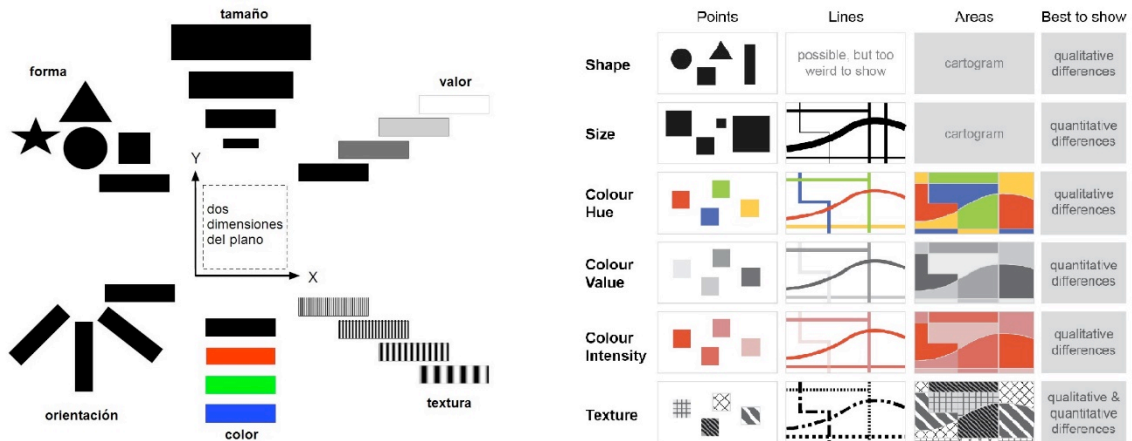 tamaño
forma
valor
Y
dos
dimensiones
del plano
X
orientación
color
textura
Points
Lines
Areas
Best to show
Shape
possible, but too
weird to show
cartogram
qualitative
differences
Size
cartogram
quantitative
differences
Colour
Hue
qualitative
differences
Colour
Value
quantitative
differences
Colour
Intensity
qualitative
differences
Texture
qualitative &
quantitative
differences